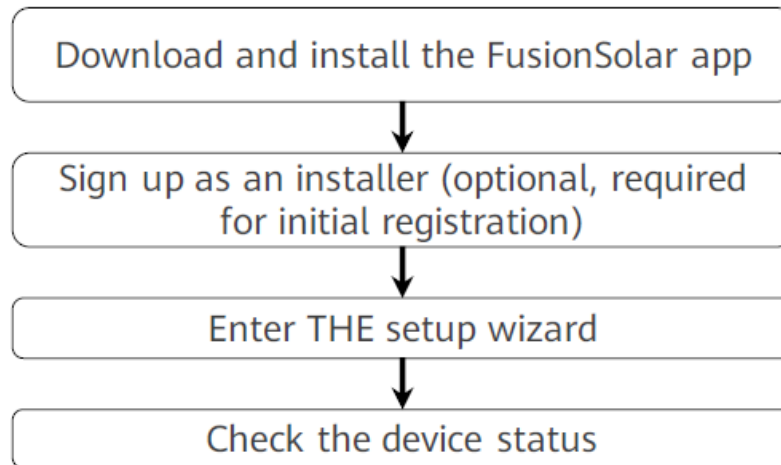 Download and install the FusionSolar app
Sign up as an installer (optional, required
for initial registration)
Enter THE setup wizard
Check the device status